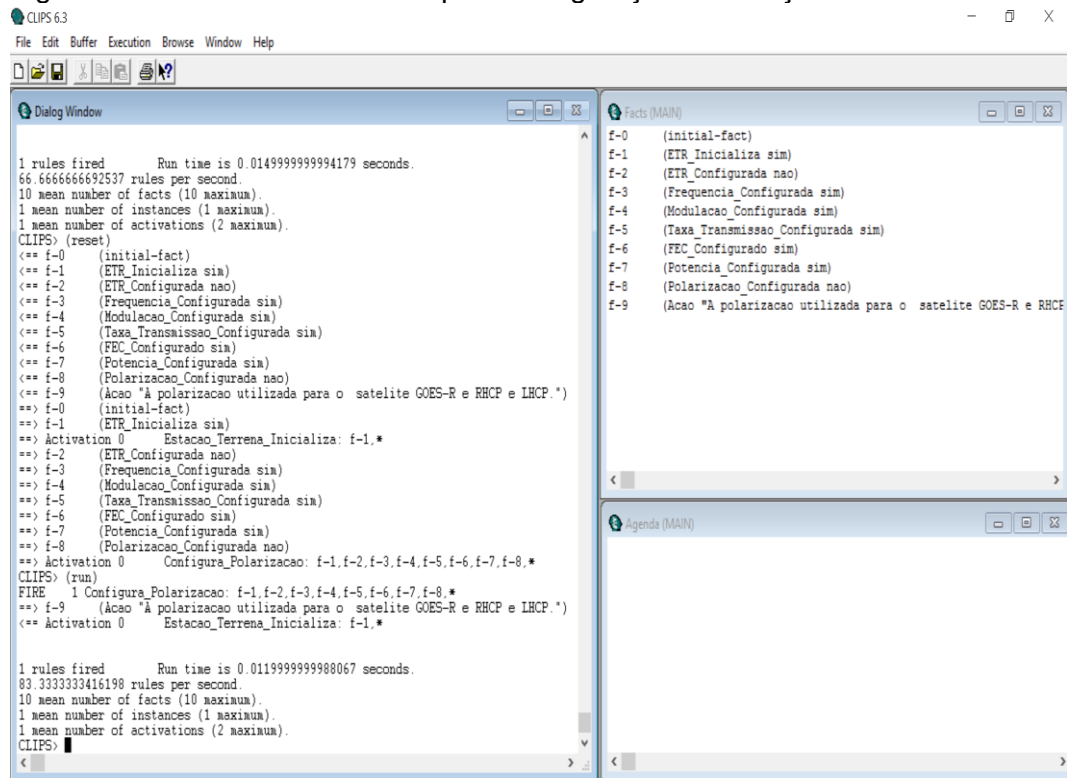 CLIPS 6.3
File Edit Buffer Execution Browse Window Help
Dialog Window
1 rules fired Run time is 0.0149999999994179 seconds.
66.6666666692537 rules per second.
10 mean number of facts (10 maximum).
1 mean number of instances (1 maximum).
1 mean number of activations (2 maximum).
CLIPS> (reset)
<== f-0 (initial-fact)
<== f-1 (ETR_Inicializa sim)
<== f-2 (ETR_Configurada nao)
<== f-3 (Frequencia_Configurada sim)
<== f-4 (Modulacao_Configurada sim)
<== f-5 (Taxa_Transmissao_Configurada sim)
<== f-6 (FEC_Configurado sim)
<== f-7 (Potencia_Configurada sim)
<== f-8 (Polarizacao_Configurada nao)
<== f-9 (Acao "A polarizacao utilizada para o satelite GOES-R e RHCP e LHCP.")
==> f-0 (initial-fact)
==> f-1 (ETR_Inicializa sim)
==> Activation 0 Estacao_Terrena_Inicializa: f-1,*
==> f-2 (ETR_Configurada nao)
==> f-3 (Frequencia_Configurada sim)
==> f-4 (Modulacao_Configurada sim)
==> f-5 (Taxa_Transmissao_Configurada sim)
==> f-6 (FEC_Configurado sim)
==> f-7 (Potencia_Configurada sim)
==> f-8 (Polarizacao_Configurada nao)
==> Activation 0 Configura_Polarizacao: f-1,f-2,f-3,f-4,f-5,f-6,f-7,f-8,*
CLIPS> (run)
FIRE 1 Configura_Polarizacao: f-1,f-2,f-3,f-4,f-5,f-6,f-7,f-8,*
==> f-9 (Acao "A polarizacao utilizada para o satelite GOES-R e RHCP e LHCP.")
<== Activation 0 Estacao_Terrena_Inicializa: f-1,*
1 rules fired Run time is 0.0119999999988067 seconds.
83.3333333416198 rules per second.
10 mean number of facts (10 maximum).
1 mean number of instances (1 maximum).
1 mean number of activations (2 maximum).
CLIPS>
Facts (MAIN)
f-0 (initial-fact)
f-1 (ETR_Inicializa sim)
f-2 (ETR_Configurada nao)
f-3 (Frequencia_Configurada sim)
f-4 (Modulacao_Configurada sim)
f-5 (Taxa_Transmissao_Configurada sim)
f-6 (FEC_Configurado sim)
f-7 (Potencia_Configurada sim)
f-8 (Polarizacao_Configurada nao)
f-9 (Acao "A polarizacao utilizada para o satelite GOES-R e RHCP
Agenda (MAIN)